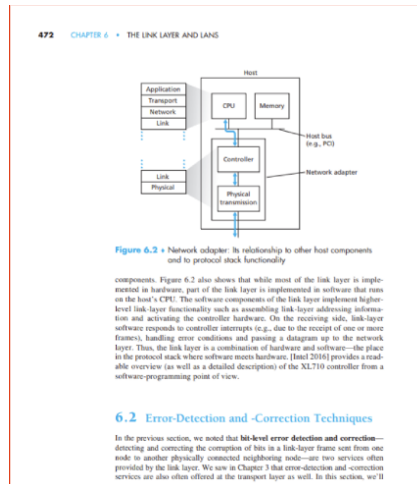 472 CHAPTER 6 • THE LINK LAYER AND LANS
Host
Application
Transport
Network
Link
CPU
Memory
Host bus
(e.g., PCI)
Controller
Network adapter
Link
Physical
Physical
transmission
Figure 6.2 ♦ Network adapter: Its relationship to other host components
and to protocol stack functionality
components. Figure 6.2 also shows that while most of the link layer is imple-
mented in hardware, part of the link layer is implemented in software that runs
on the host's CPU. The software components of the link layer implement higher-
level link-layer functionality such as assembling link-layer addressing informa-
tion and activating the controller hardware. On the receiving side, link-layer
software responds to controller interrupts (e.g., due to the receipt of one or more
frames), handling error conditions and passing a datagram up to the network
layer. Thus, the link layer is a combination of hardware and software—the place
in the protocol stack where software meets hardware. [Intel 2016] provides a read-
able overview (as well as a detailed description) of the XL710 controller from a
software-programming point of view.
6.2 Error-Detection and -Correction Techniques
In the previous section, we noted that bit-level error detection and correction—
detecting and correcting the corruption of bits in a link-layer frame sent from one
node to another physically connected neighboring node—are two services often
provided by the link layer. We saw in Chapter 3 that error-detection and -correction
services are also often offered at the transport layer as well. In this section, we'll